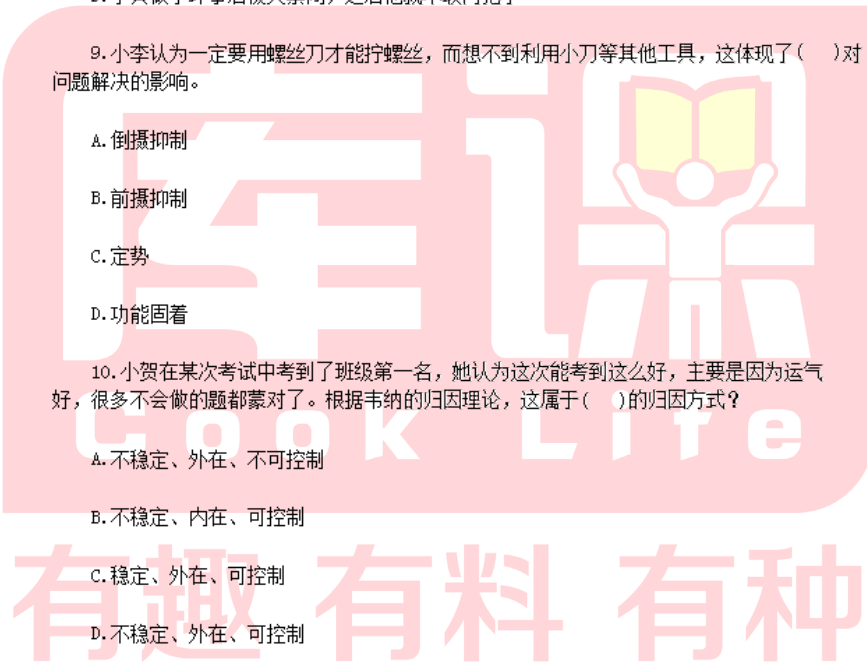 9.小李认为一定要用螺丝刀才能拧螺丝，而想不到利用小刀等其他工具，这体现了(　)对
问题解决的影响。
A.倒摄抑制
B.前摄抑制
C.定势
D.功能固着
10.小贺在某次考试中考到了班级第一名，她认为这次能考到这么好，主要是因为运气
好，很多不会做的题都蒙对了。根据韦纳的归因理论，这属于(　)的归因方式？
A.不稳定、外在、不可控制
B.不稳定、内在、可控制
C.稳定、外在、可控制
D.不稳定、外在、可控制
库课
Cook Life
有趣 有料 有种